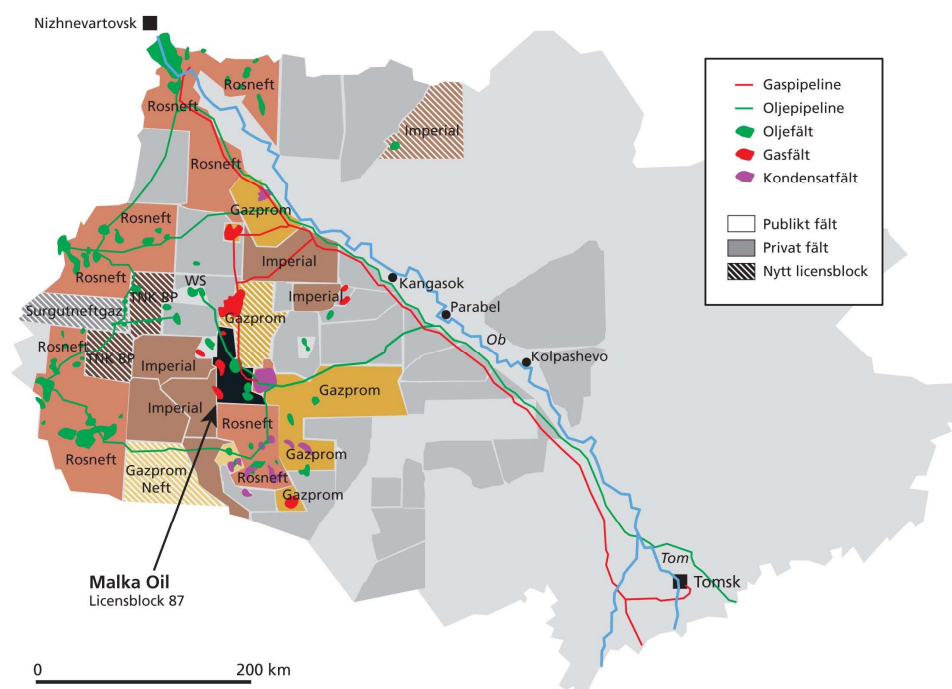 Nizhnevartovsk
Rosneft
Rosneft
Imperial
Rosneft
Gazprom
Rosneft
Imperial
Rosneft
WS
TNK BP
Imperial
Surgutneftgaz
Gazprom
Rosneft
TNK BP
Imperial
Imperial
Gazprom
Rosneft
Rosneft
Gazprom
Gazprom
Neft
Rosneft
Gazprom
Kangasok
Parabel
Ob
Kolpashevo
Tom
Tomsk
Malka Oil
Licensblock 87
0 200 km
Gaspipeline
Oljepipeline
Oljefält
Gasfält
Kondensatfält
Publikt fält
Privat fält
Nytt licensblock